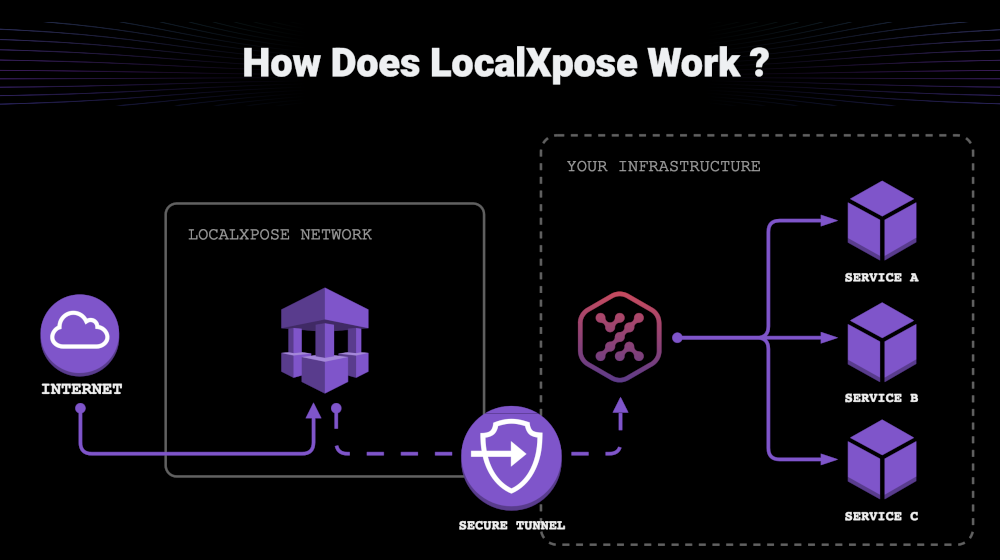 How Does LocalXpose Work ?
YOUR INFRASTRUCTURE
LOCALXPOSE NETWORK
SERVICE A
INTERNET
SERVICE B
SERVICE C
SECURE TUNNEL